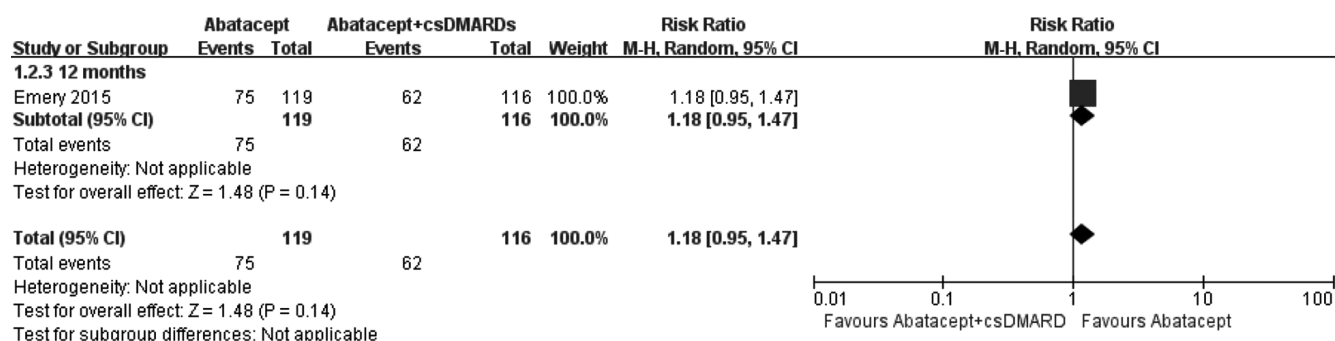 Abatacept Abatacept+csDMARDs Risk Ratio Risk Ratio
Study or Subgroup Events Total Events Total Weight M-H, Random, 95% CI M-H, Random, 95% CI
1.2.3 12 months
Emery 2015 75 119 62 116 100.0% 1.18 [0.95, 1.47]
Subtotal (95% CI) 119 116 100.0% 1.18 [0.95, 1.47]
Total events 75 62
Heterogeneity: Not applicable
Test for overall effect: Z = 1.48 (P = 0.14)
Total (95% CI) 119 116 100.0% 1.18 [0.95, 1.47]
Total events 75 62
Heterogeneity: Not applicable
Test for overall effect: Z = 1.48 (P = 0.14)
Test for subgroup differences: Not applicable
0.01 0.1 1 10 100
Favours Abatacept+csDMARD Favours Abatacept